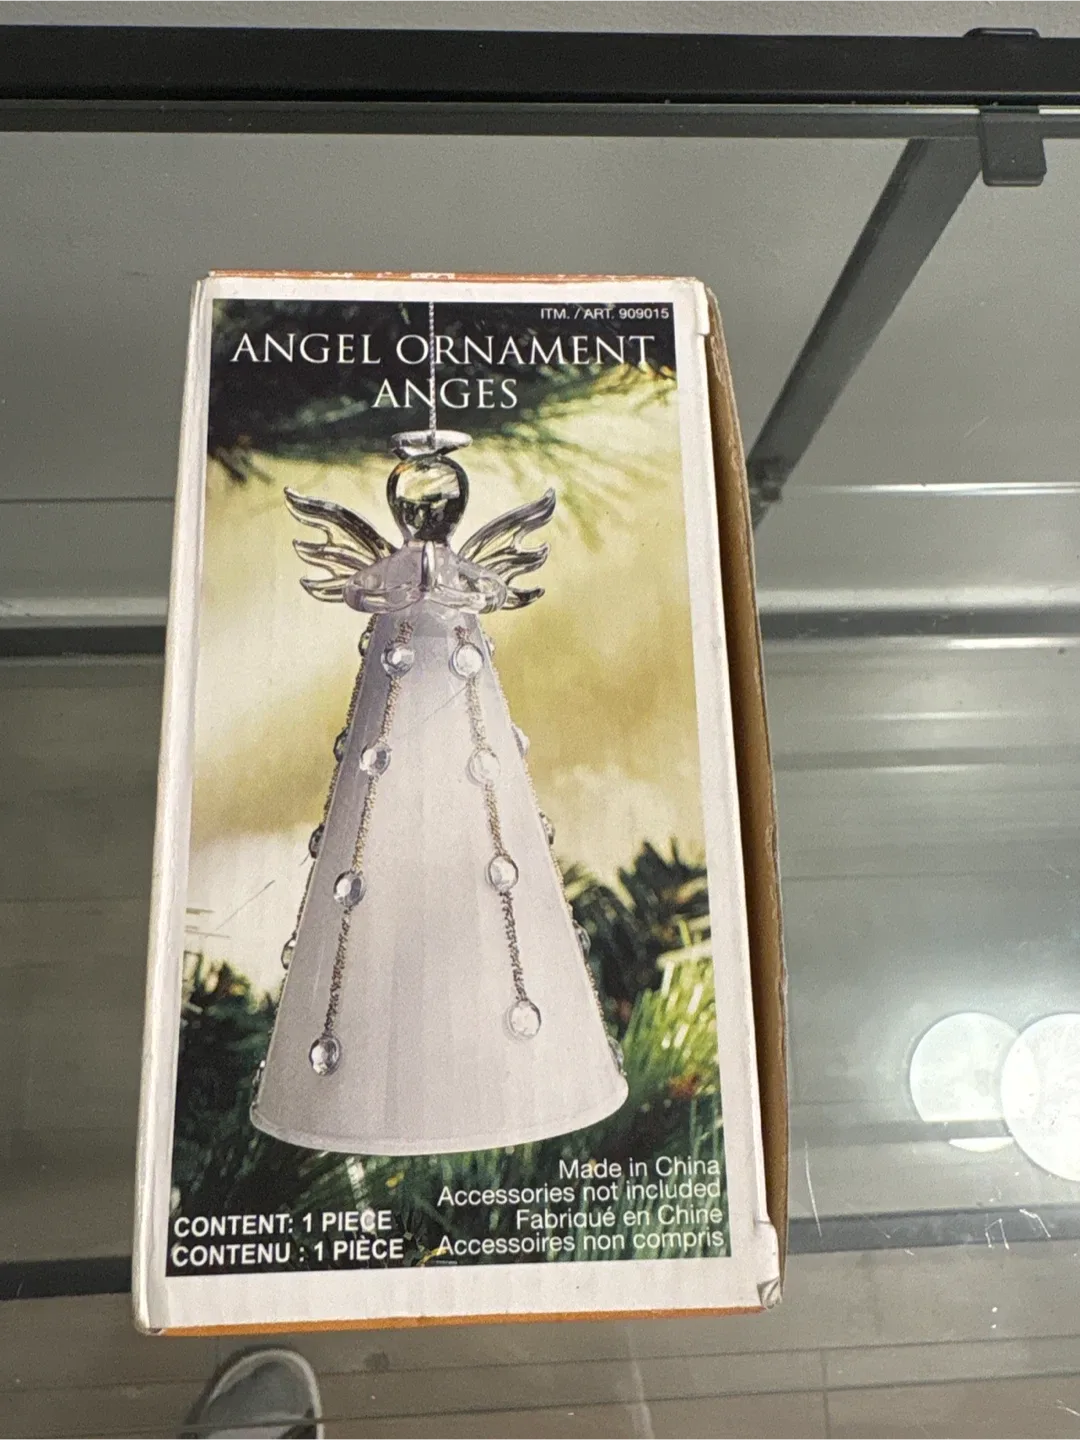 ITM. / ART. 909015
ANGEL ORNAMENT
ANGES
Made in China
Accessories not included
Fabriqué en Chine
Accessoires non compris
CONTENT: 1 PIECE
CONTENU : 1 PIÈCE